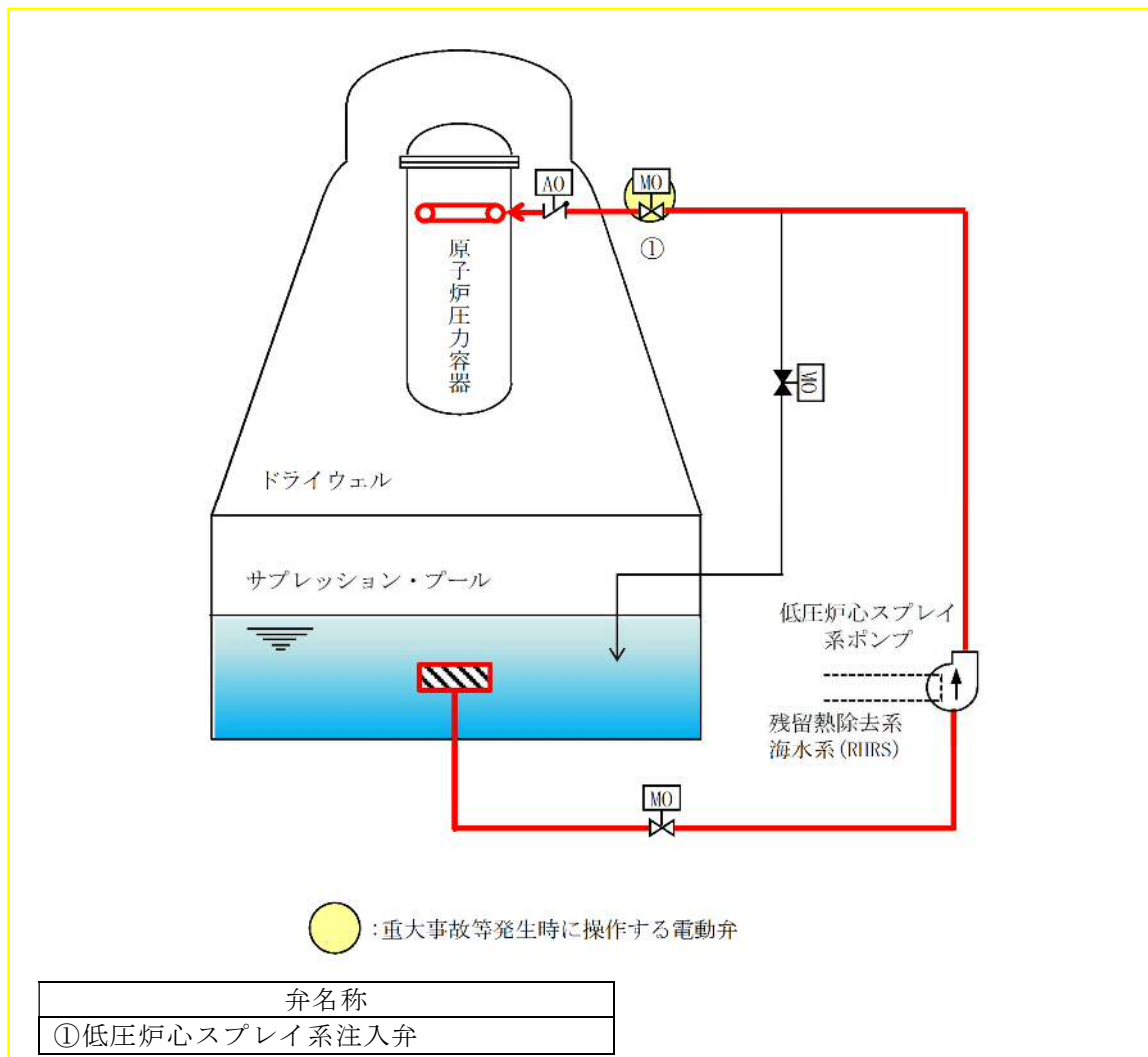 AO
MO
①
原子炉圧力容器
MO
ドライウェル
サプレッション・プール
低圧炉心スプレイ
系ポンプ
残留熱除去系
海水系(RHRS)
MO
:重大事故等発生時に操作する電動弁
弁名称
①低圧炉心スプレイ系注入弁